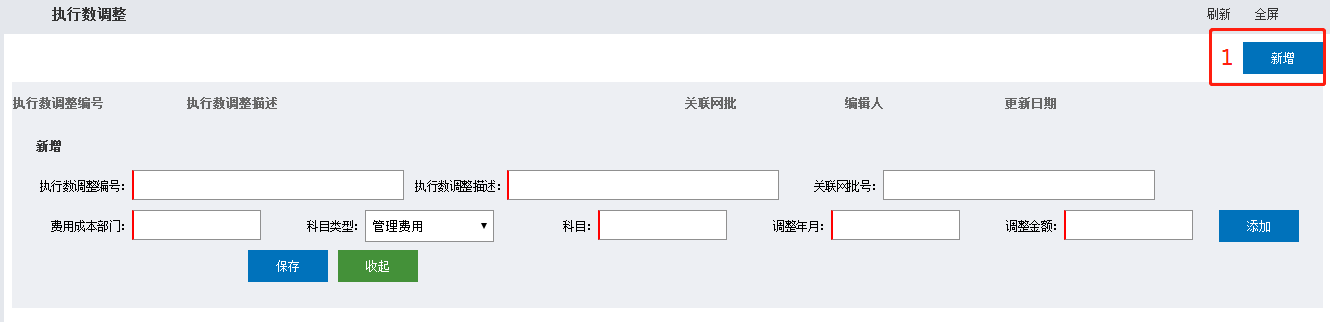 执行数调整 刷新 全屏
1 新增
执行数调整编号 执行数调整描述 关联网批 编辑人 更新日期
新增
执行数调整编号: 执行数调整描述: 关联网批号:
费用成本部门: 科目类型: 管理费用 科目: 调整年月: 调整金额: 添加
保存 收起